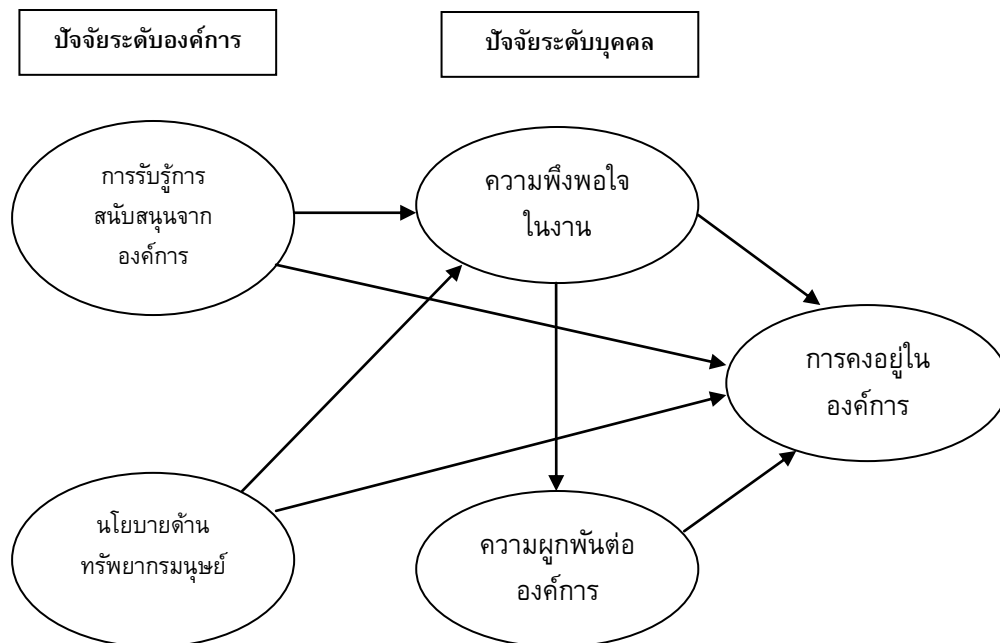 ปัจจัยระดับองค์การ
ปัจจัยระดับบุคคล
การรับรู้การ
สนับสนุนจาก
องค์การ
ความพึงพอใจ
ในงาน
การคงอยู่ใน
องค์การ
นโยบายด้าน
ทรัพยากรมนุษย์
ความผูกพันต่อ
องค์การ